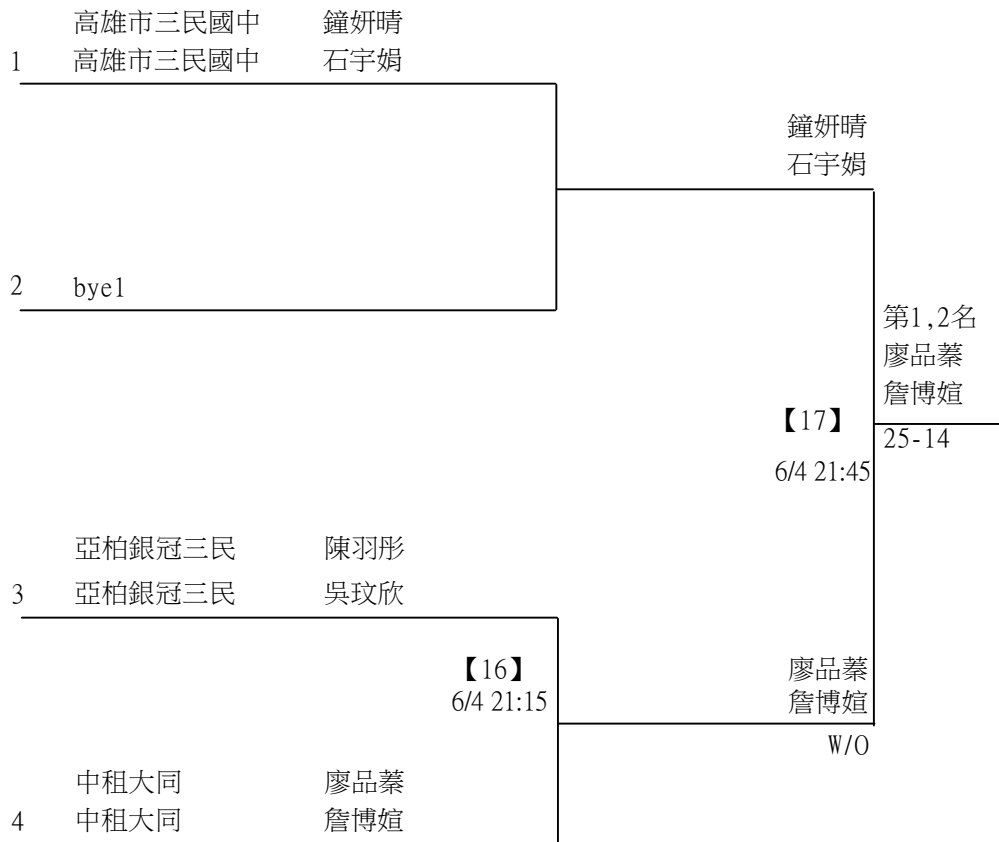 高雄市三民國中 鐘妍晴
1 高雄市三民國中 石宇娟
鐘妍晴
石宇娟
2 bye1
第1,2名
廖品蓁
詹博媗
【17】
25-14
6/4 21:45
亞柏銀冠三民 陳羽彤
3 亞柏銀冠三民 吳玟欣
【16】
6/4 21:15
廖品蓁
詹博媗
W/O
中租大同 廖品蓁
4 中租大同 詹博媗